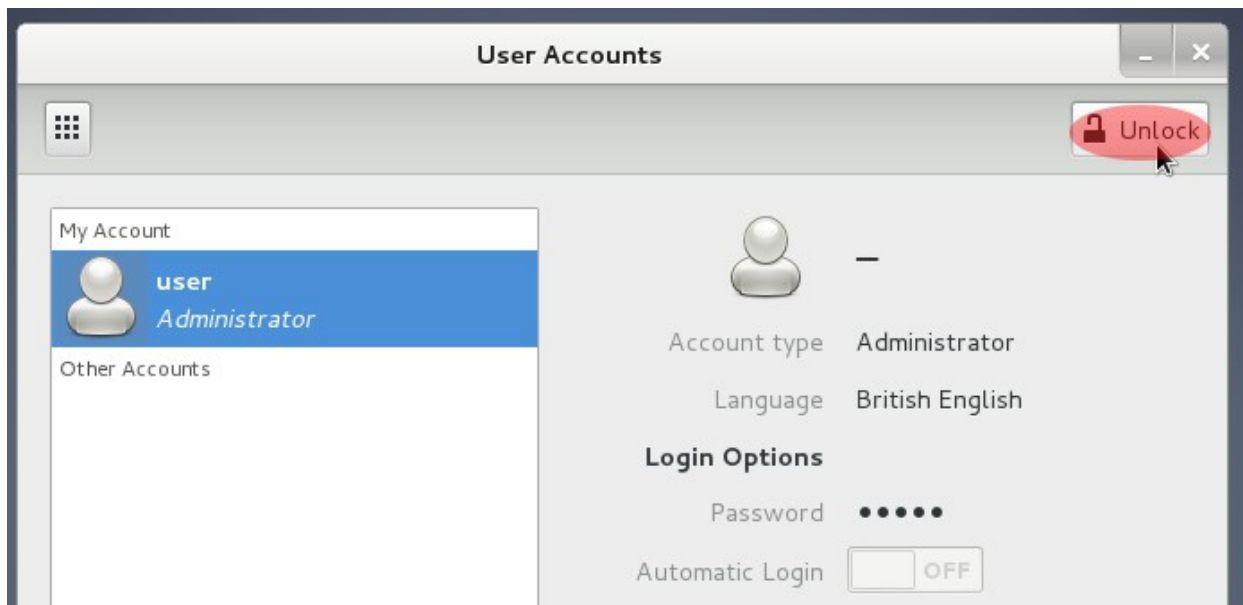 User Accounts
Unlock
My Account
user
Administrator
Other Accounts
–
Account type Administrator
Language British English
Login Options
Password •••••
Automatic Login OFF